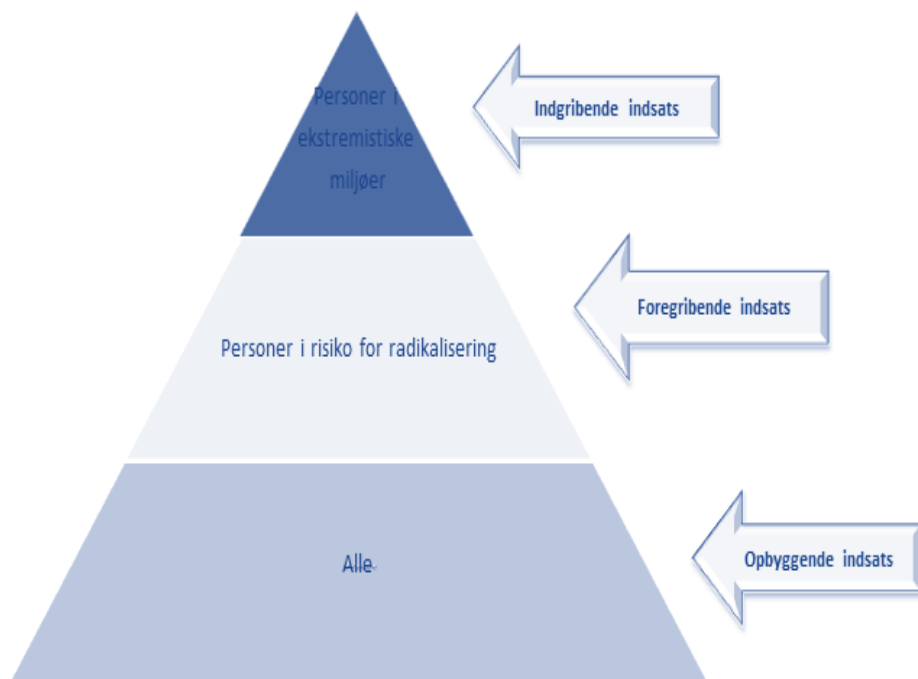 Personer i
ekstremistiske
miljøer
Indgribende indsats
Personer i risiko for radikalisering
Foregribende indsats
Alle
Opbyggende indsats